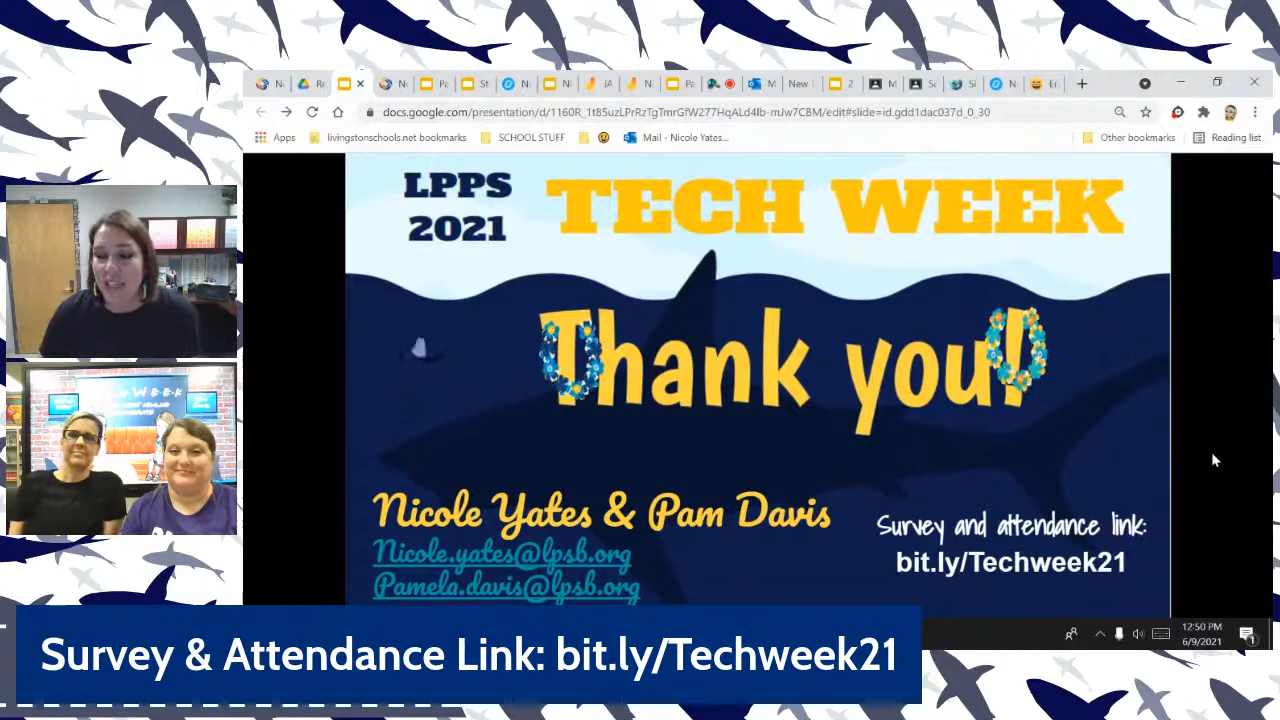 docs.google.com/presentation/d/1160R_1t85uzLPrRzTgTmrGfW277HqALd4lb-mJw7CBM/edit#slide=id.gdd1dac037d_0_30
Apps livingstonschools.net bookmarks SCHOOL STUFF Mail - Nicole Yates... Other bookmarks Reading list
LPPS
2021
TECH WEEK
Thank you!
Nicole Yates & Pam Davis
Nicole.yates@lpsb.org
Pamela.davis@lpsb.org
Survey and attendance link:
bit.ly/Techweek21
12:50 PM
6/9/2021
Survey & Attendance Link: bit.ly/Techweek21